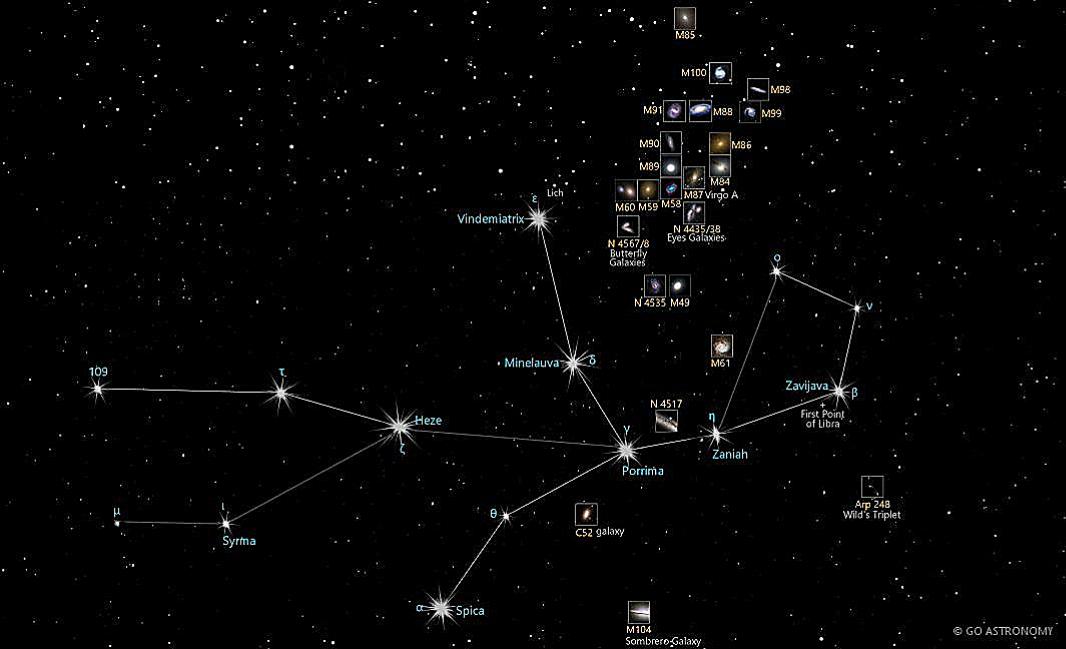 M85
M100
M98
M91
M88
M99
M90
M86
M89
M84
M87 Virgo A
M60
M59
M58
ε
Lich
Vindemiatrix
N 4435/38
Eyes Galaxies
N 4567/8
Butterfly
Galaxies
ο
N 4535
M49
ν
M61
Minelauva
δ
109
τ
Zavijava
β
First Point
of Libra
N 4517
η
Heze
ζ
γ
Zaniah
Porrima
μ
ι
Syrma
θ
C52 galaxy
Arp 248
Wild's Triplet
α
Spica
M104
Sombrero Galaxy
© GO ASTRONOMY